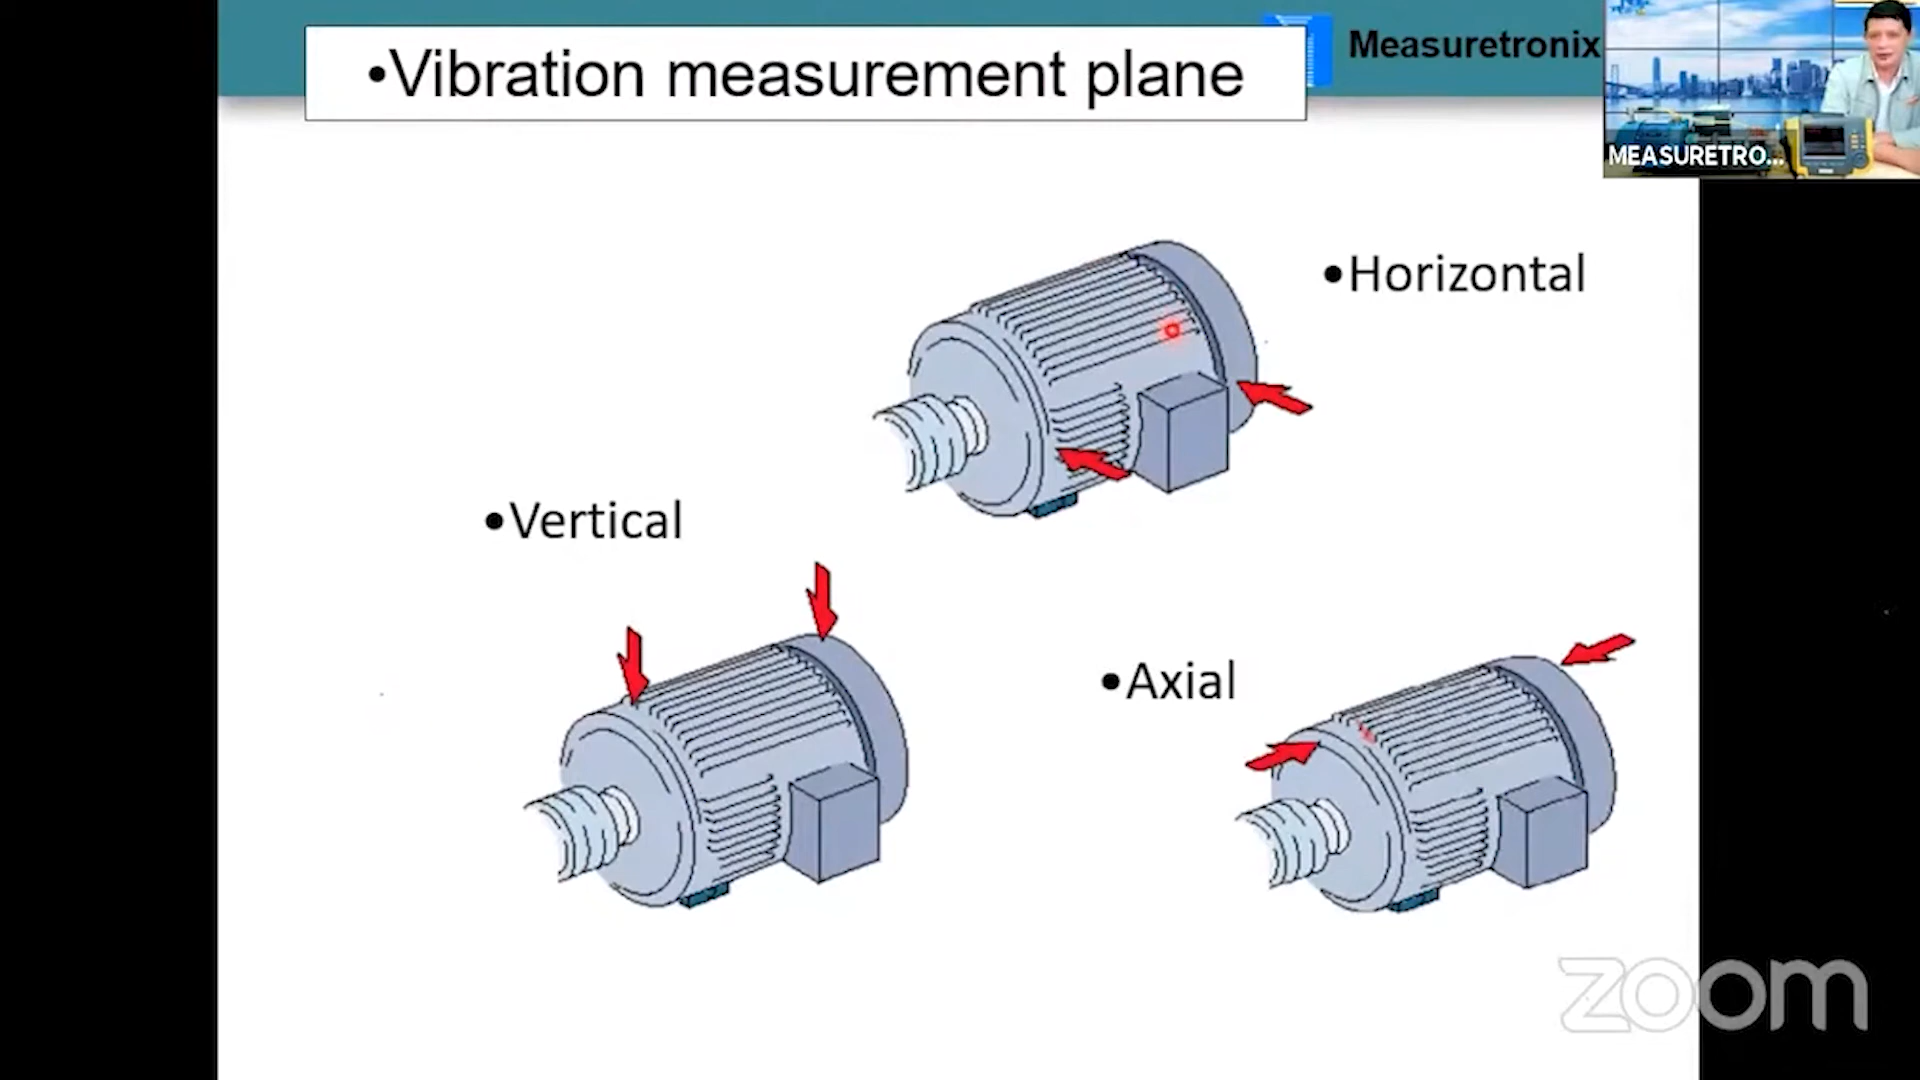 •Vibration measurement plane
Measuretronix
MEASURETRO...
•Horizontal
•Vertical
•Axial
zoom